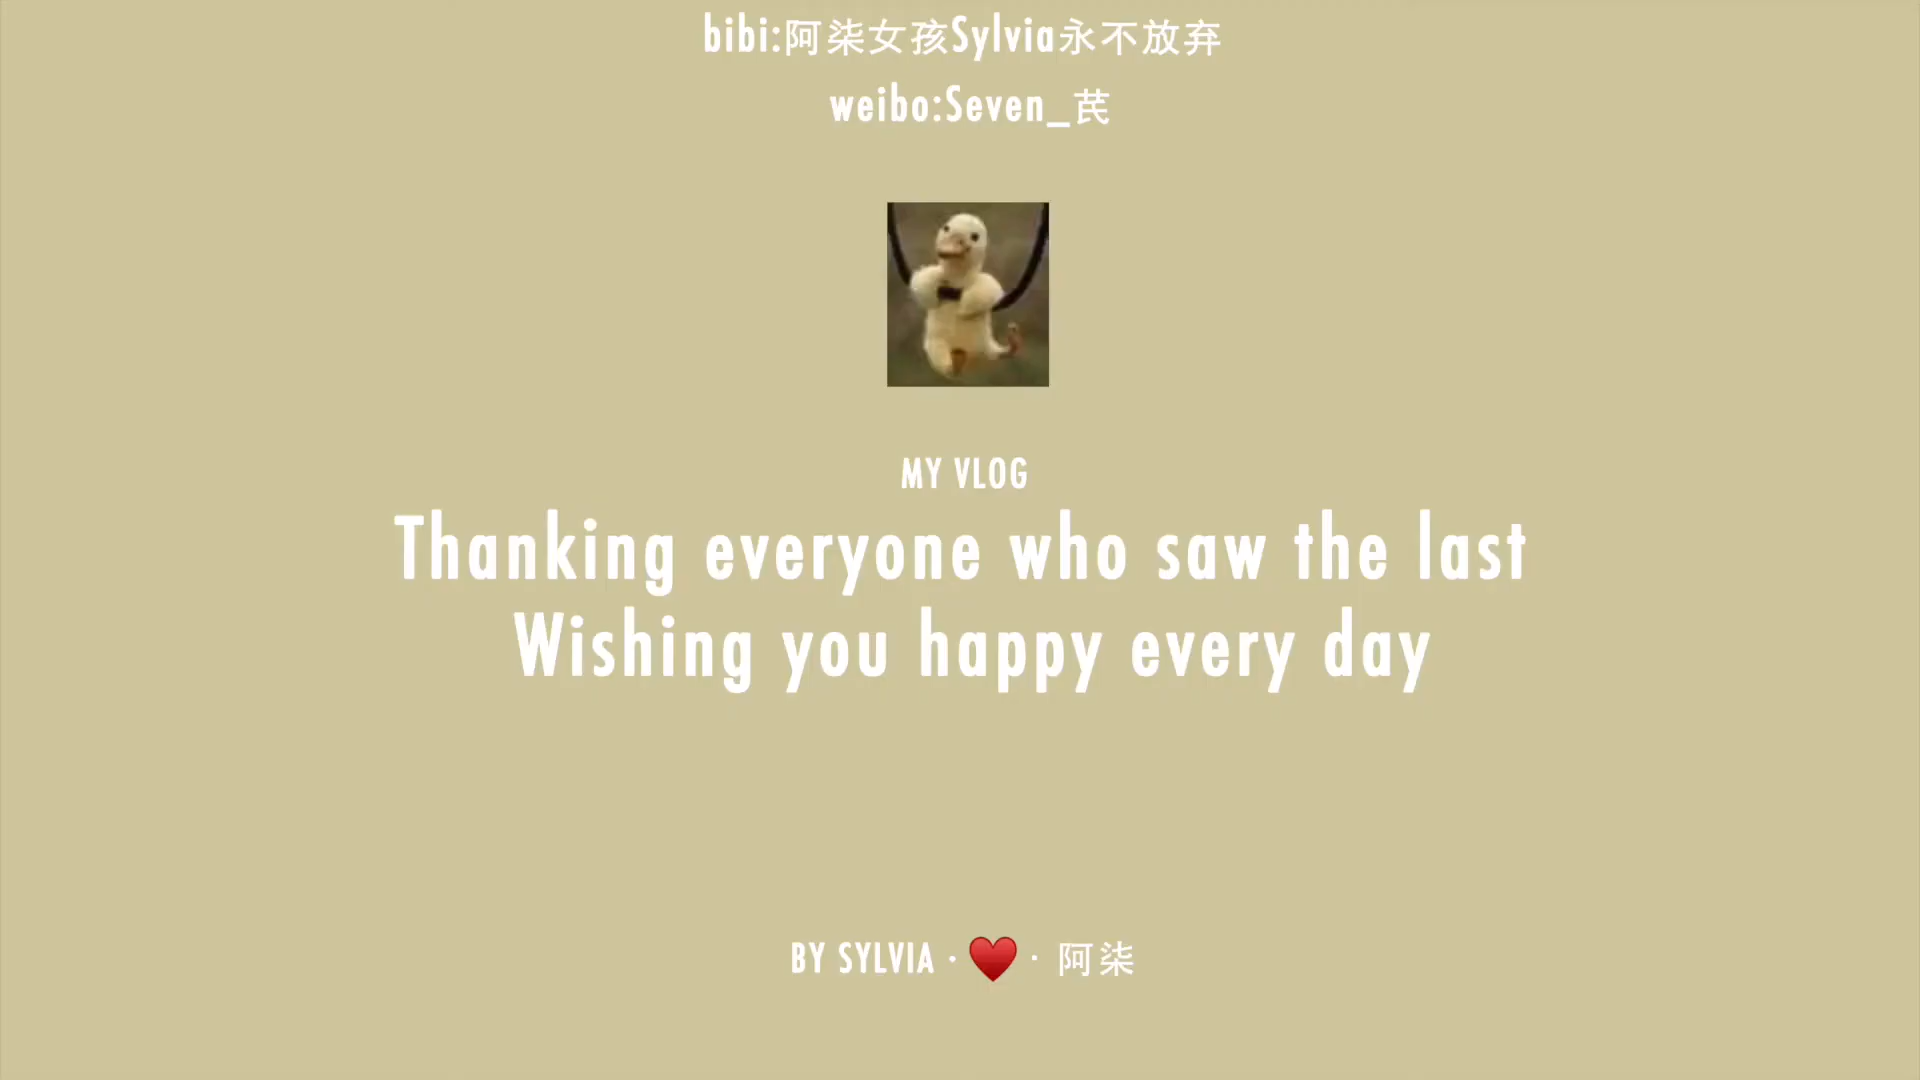 bibi:阿柒女孩Sylvia永不放弃
weibo:Seven_芪
MY VLOG
Thanking everyone who saw the last
Wishing you happy every day
BY SYLVIA · ♥ · 阿柒